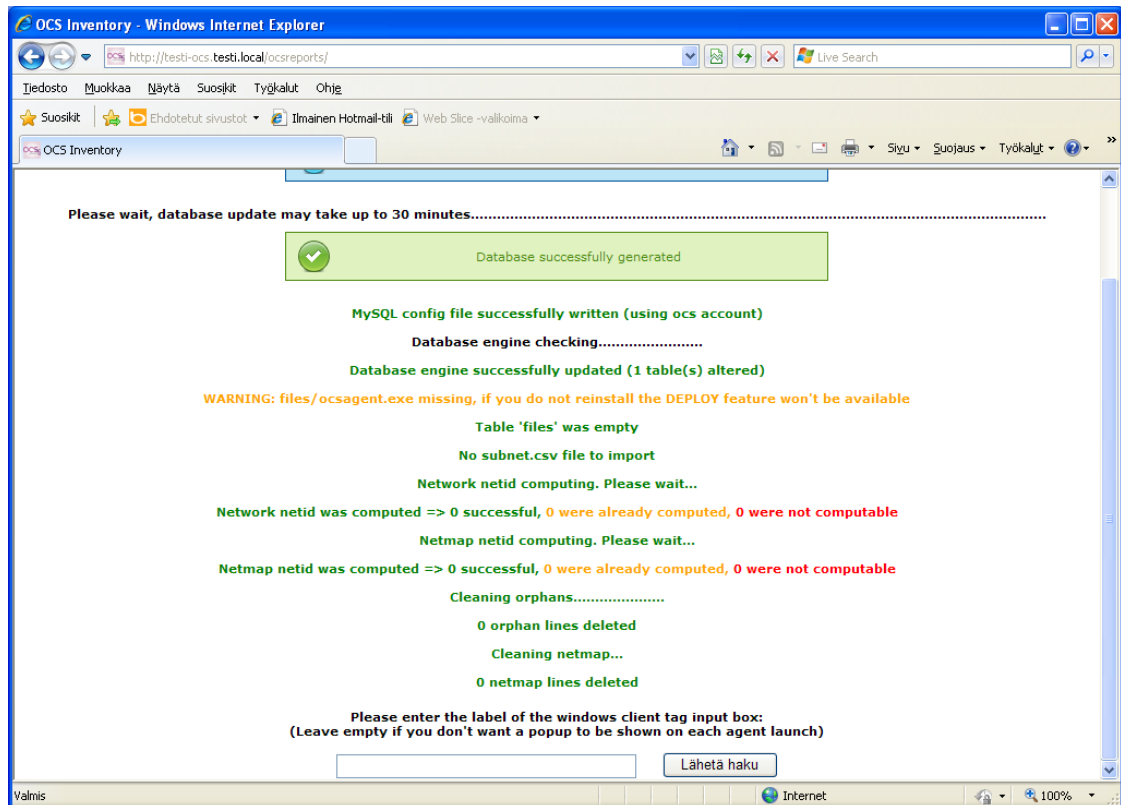 OCS Inventory - Windows Internet Explorer
http://testi-ocs.testi.local/ocsreports/
Live Search
Tiedosto Muokkaa Näytä Suosikit Työkalut Ohje
Suosikit Ehdotetut sivustot Ilmainen Hotmail-tili Web Slice -valikoima
OCS Inventory
Sivu Suojaus Työkalut
Please wait, database update may take up to 30 minutes.......................................................................................................................................
Database successfully generated
MySQL config file successfully written (using ocs account)
Database engine checking........................
Database engine successfully updated (1 table(s) altered)
WARNING: files/ocsagent.exe missing, if you do not reinstall the DEPLOY feature won't be available
Table 'files' was empty
No subnet.csv file to import
Network netid computing. Please wait...
Network netid was computed => 0 successful, 0 were already computed, 0 were not computable
Netmap netid computing. Please wait...
Netmap netid was computed => 0 successful, 0 were already computed, 0 were not computable
Cleaning orphans.....................
0 orphan lines deleted
Cleaning netmap...
0 netmap lines deleted
Please enter the label of the windows client tag input box:
(Leave empty if you don't want a popup to be shown on each agent launch)
Lähetä haku
Valmis Internet 100%